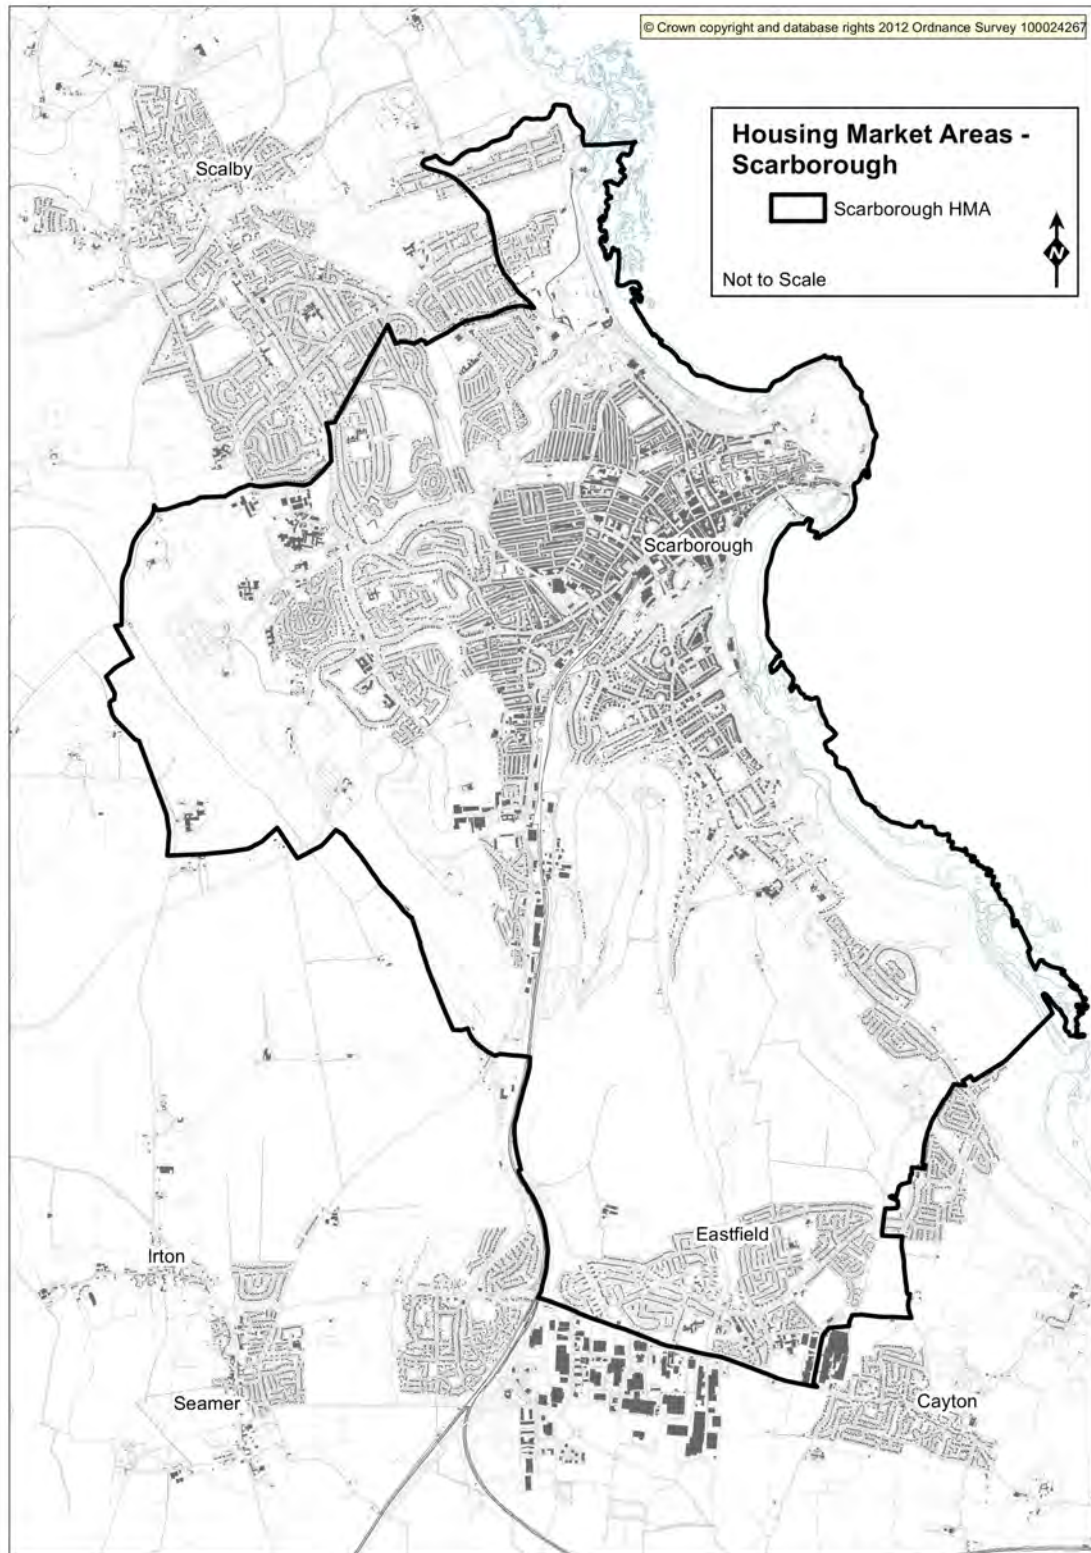 © Crown copyright and database rights 2012 Ordnance Survey 100024267
Housing Market Areas -
Scarborough
Scarborough HMA
N
Not to Scale
Scalby
Scarborough
Eastfield
Irton
Seamer
Cayton